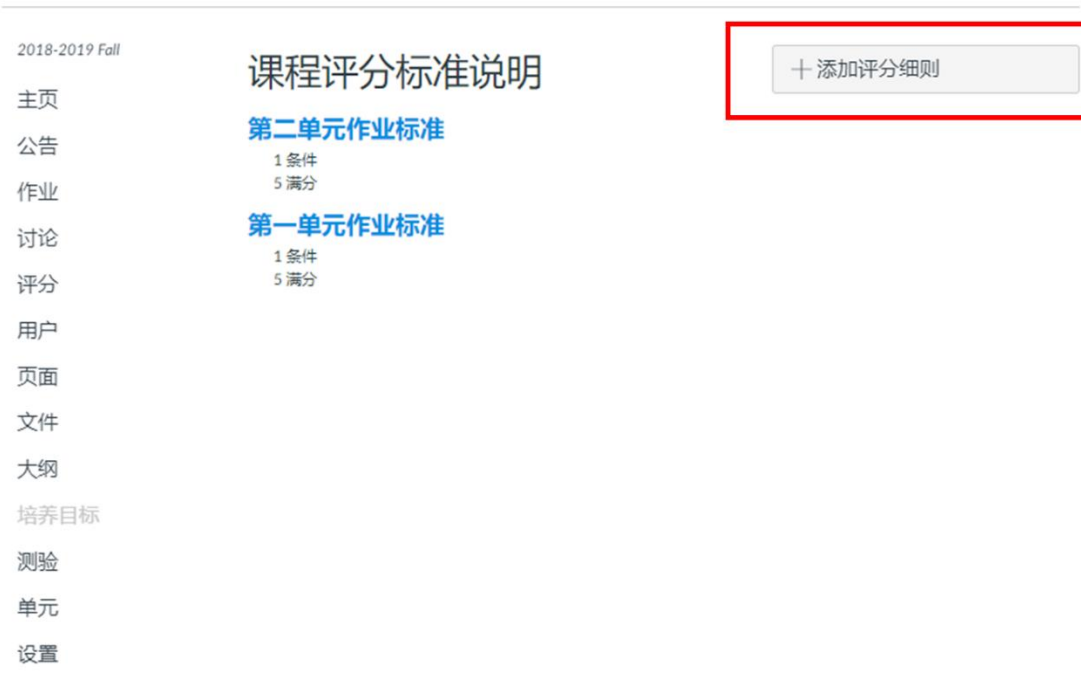 2018-2019 Fall
主页
公告
作业
讨论
评分
用户
页面
文件
大纲
培养目标
测验
单元
设置
课程评分标准说明
第二单元作业标准
1 条件
5 满分
第一单元作业标准
1 条件
5 满分
＋添加评分细则